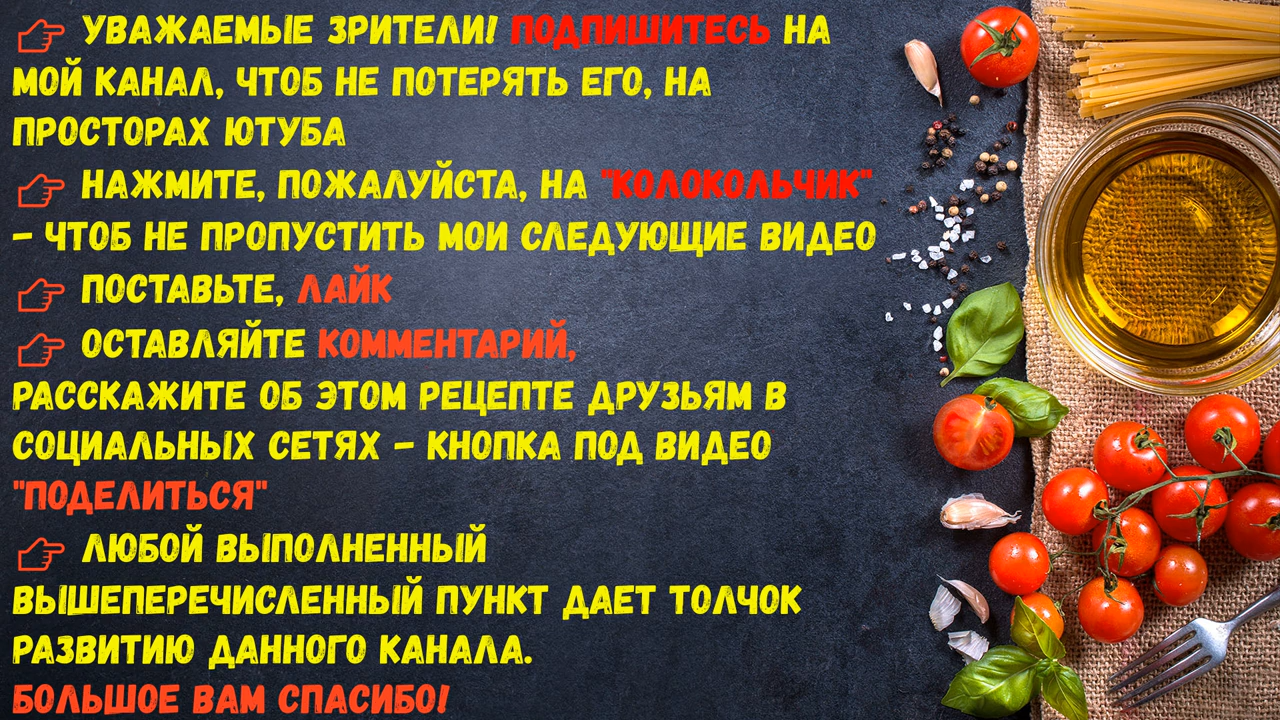 👉 УВАЖАЕМЫЕ ЗРИТЕЛИ! ПОДПИШИТЕСЬ НА
МОЙ КАНАЛ, ЧТОБ НЕ ПОТЕРЯТЬ ЕГО, НА
ПРОСТОРАХ ЮТУБА
👉 НАЖМИТЕ, ПОЖАЛУЙСТА, НА "КОЛОКОЛЬЧИК"
- ЧТОБ НЕ ПРОПУСТИТЬ МОИ СЛЕДУЮЩИЕ ВИДЕО
👉 ПОСТАВЬТЕ, ЛАЙК
👉 ОСТАВЛЯЙТЕ КОММЕНТАРИЙ,
РАССКАЖИТЕ ОБ ЭТОМ РЕЦЕПТЕ ДРУЗЬЯМ В
СОЦИАЛЬНЫХ СЕТЯХ - КНОПКА ПОД ВИДЕО
"ПОДЕЛИТЬСЯ"
👉 ЛЮБОЙ ВЫПОЛНЕННЫЙ
ВЫШЕПЕРЕЧИСЛЕННЫЙ ПУНКТ ДАЕТ ТОЛЧОК
РАЗВИТИЮ ДАННОГО КАНАЛА.
БОЛЬШОЕ ВАМ СПАСИБО!